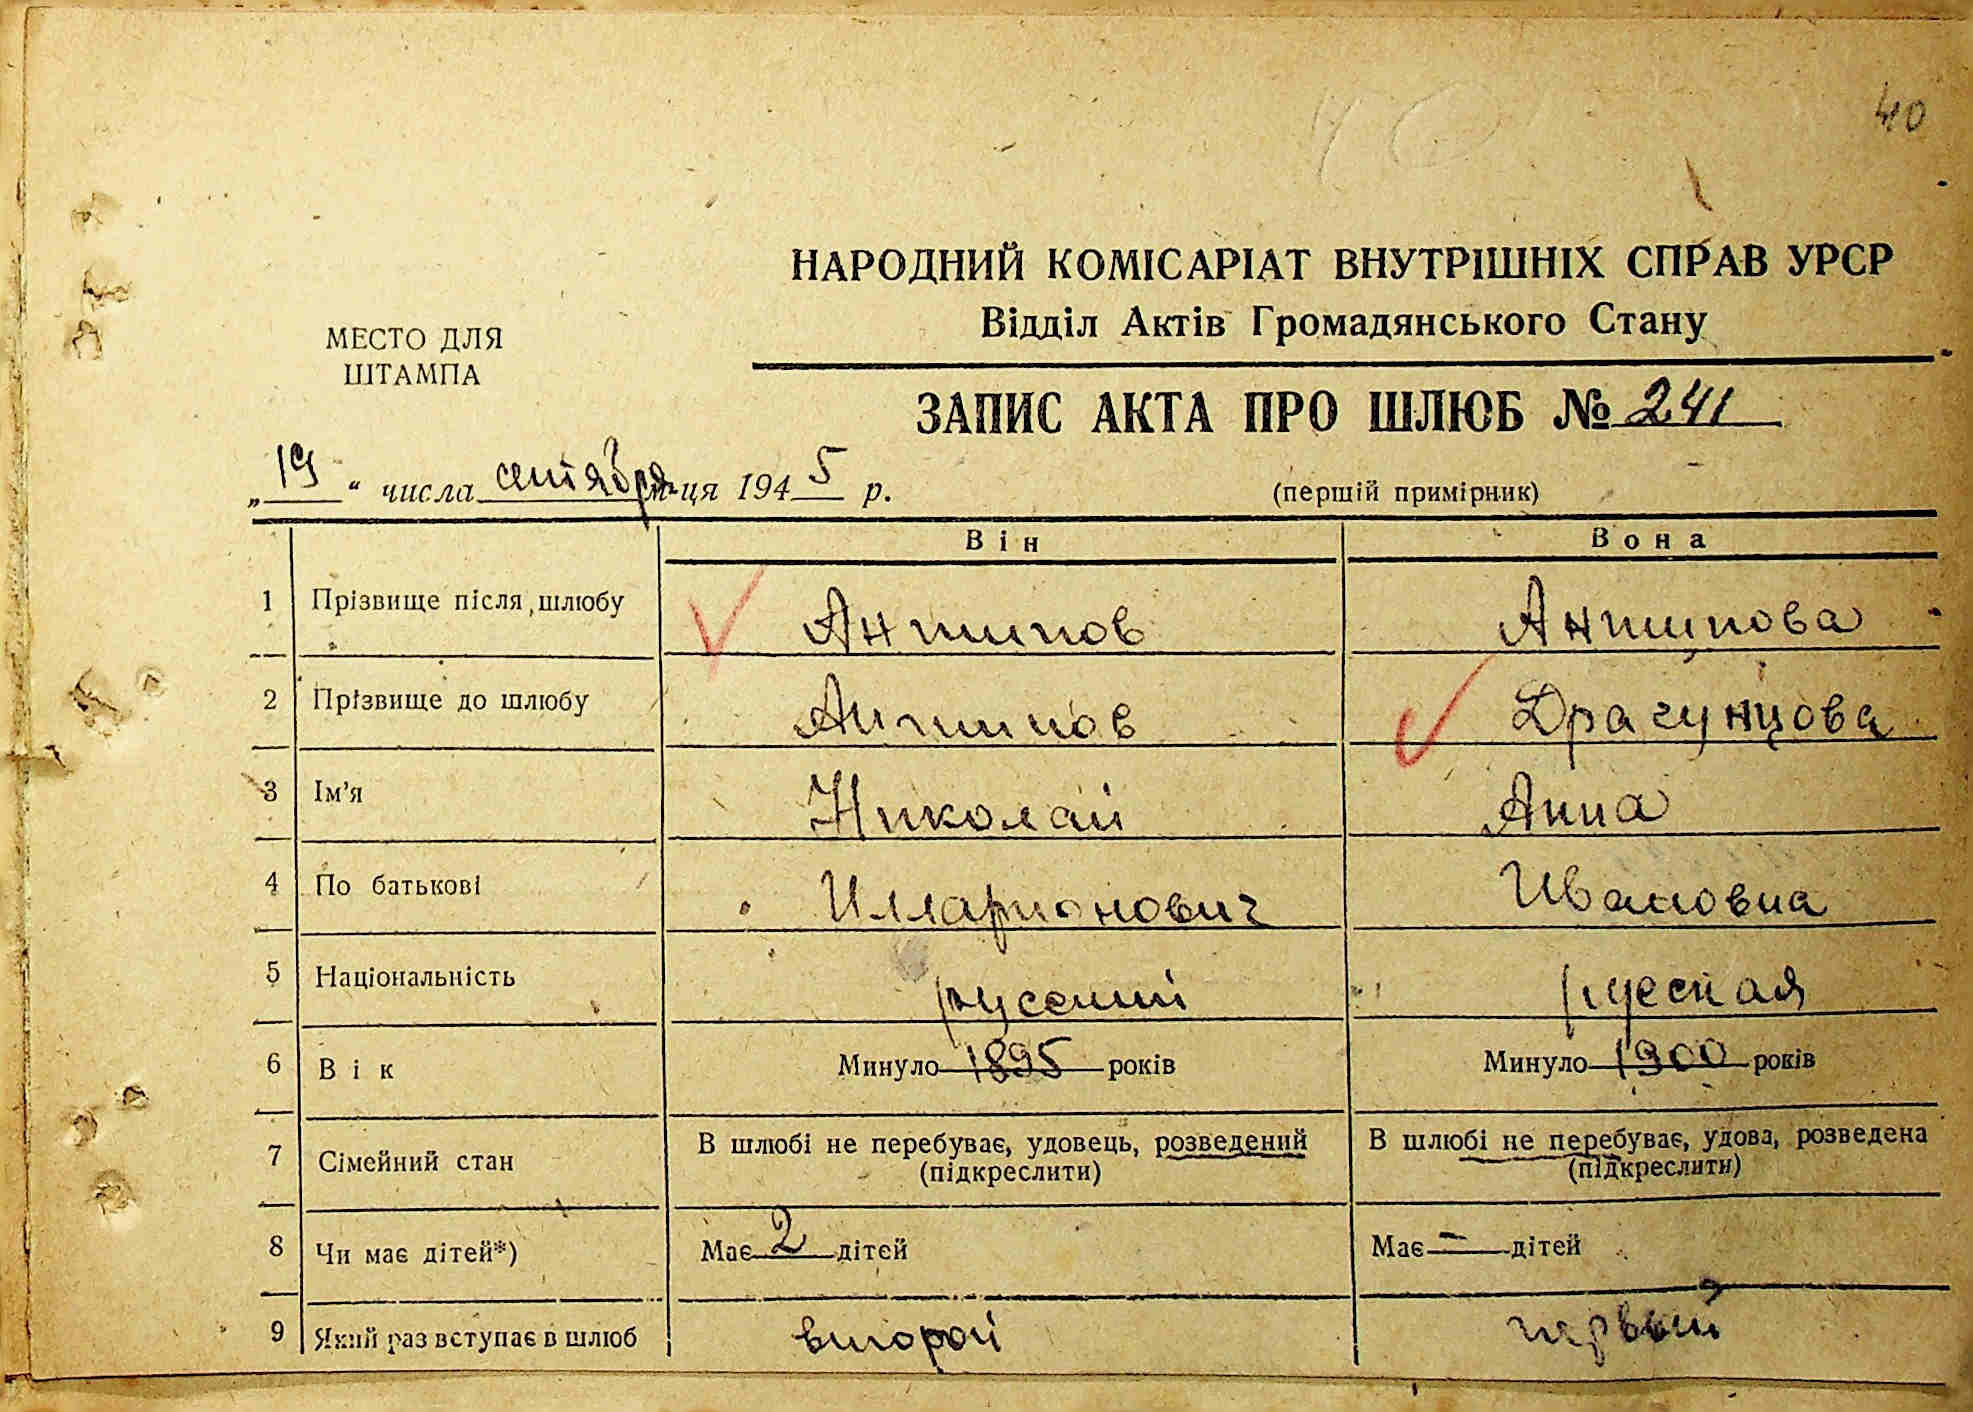 40
НАРОДНИЙ КОМІСАРІАТ ВНУТРІШНІХ СПРАВ УРСР
Відділ Актів Громадянського Стану
МЕСТО ДЛЯ
ШТАМПА
ЗАПИС АКТА ПРО ШЛЮБ № 241
„19“ числа сентября м-ця 1945 р.
(першій примірник)
Він Вона
1 Прізвище після шлюбу Антипов Антипова
2 Прізвище до шлюбу Антипов Драгунцова
3 Ім'я Николай Анна
4 По батькові Илларионович Ивановна
5 Національність русский русская
6 Вік Минуло 1895 років Минуло 1900 років
7 Сімейний стан В шлюбі не перебуває, удовець, розведений В шлюбі не перебуває, удова, розведена
(підкреслити) (підкреслити)
8 Чи має дітей*) Має 2 дітей Має - дітей
9 Який раз вступає в шлюб второй первый